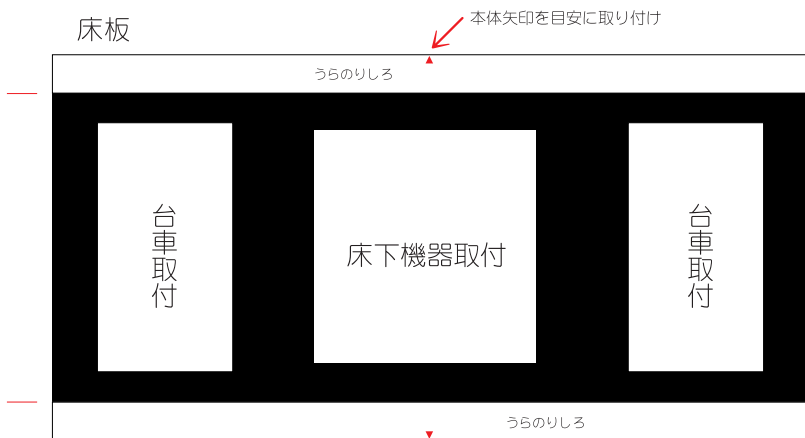 本体矢印を目安に取り付け
床板
うらのりしろ
台車取付
床下機器取付
台車取付
うらのりしろ